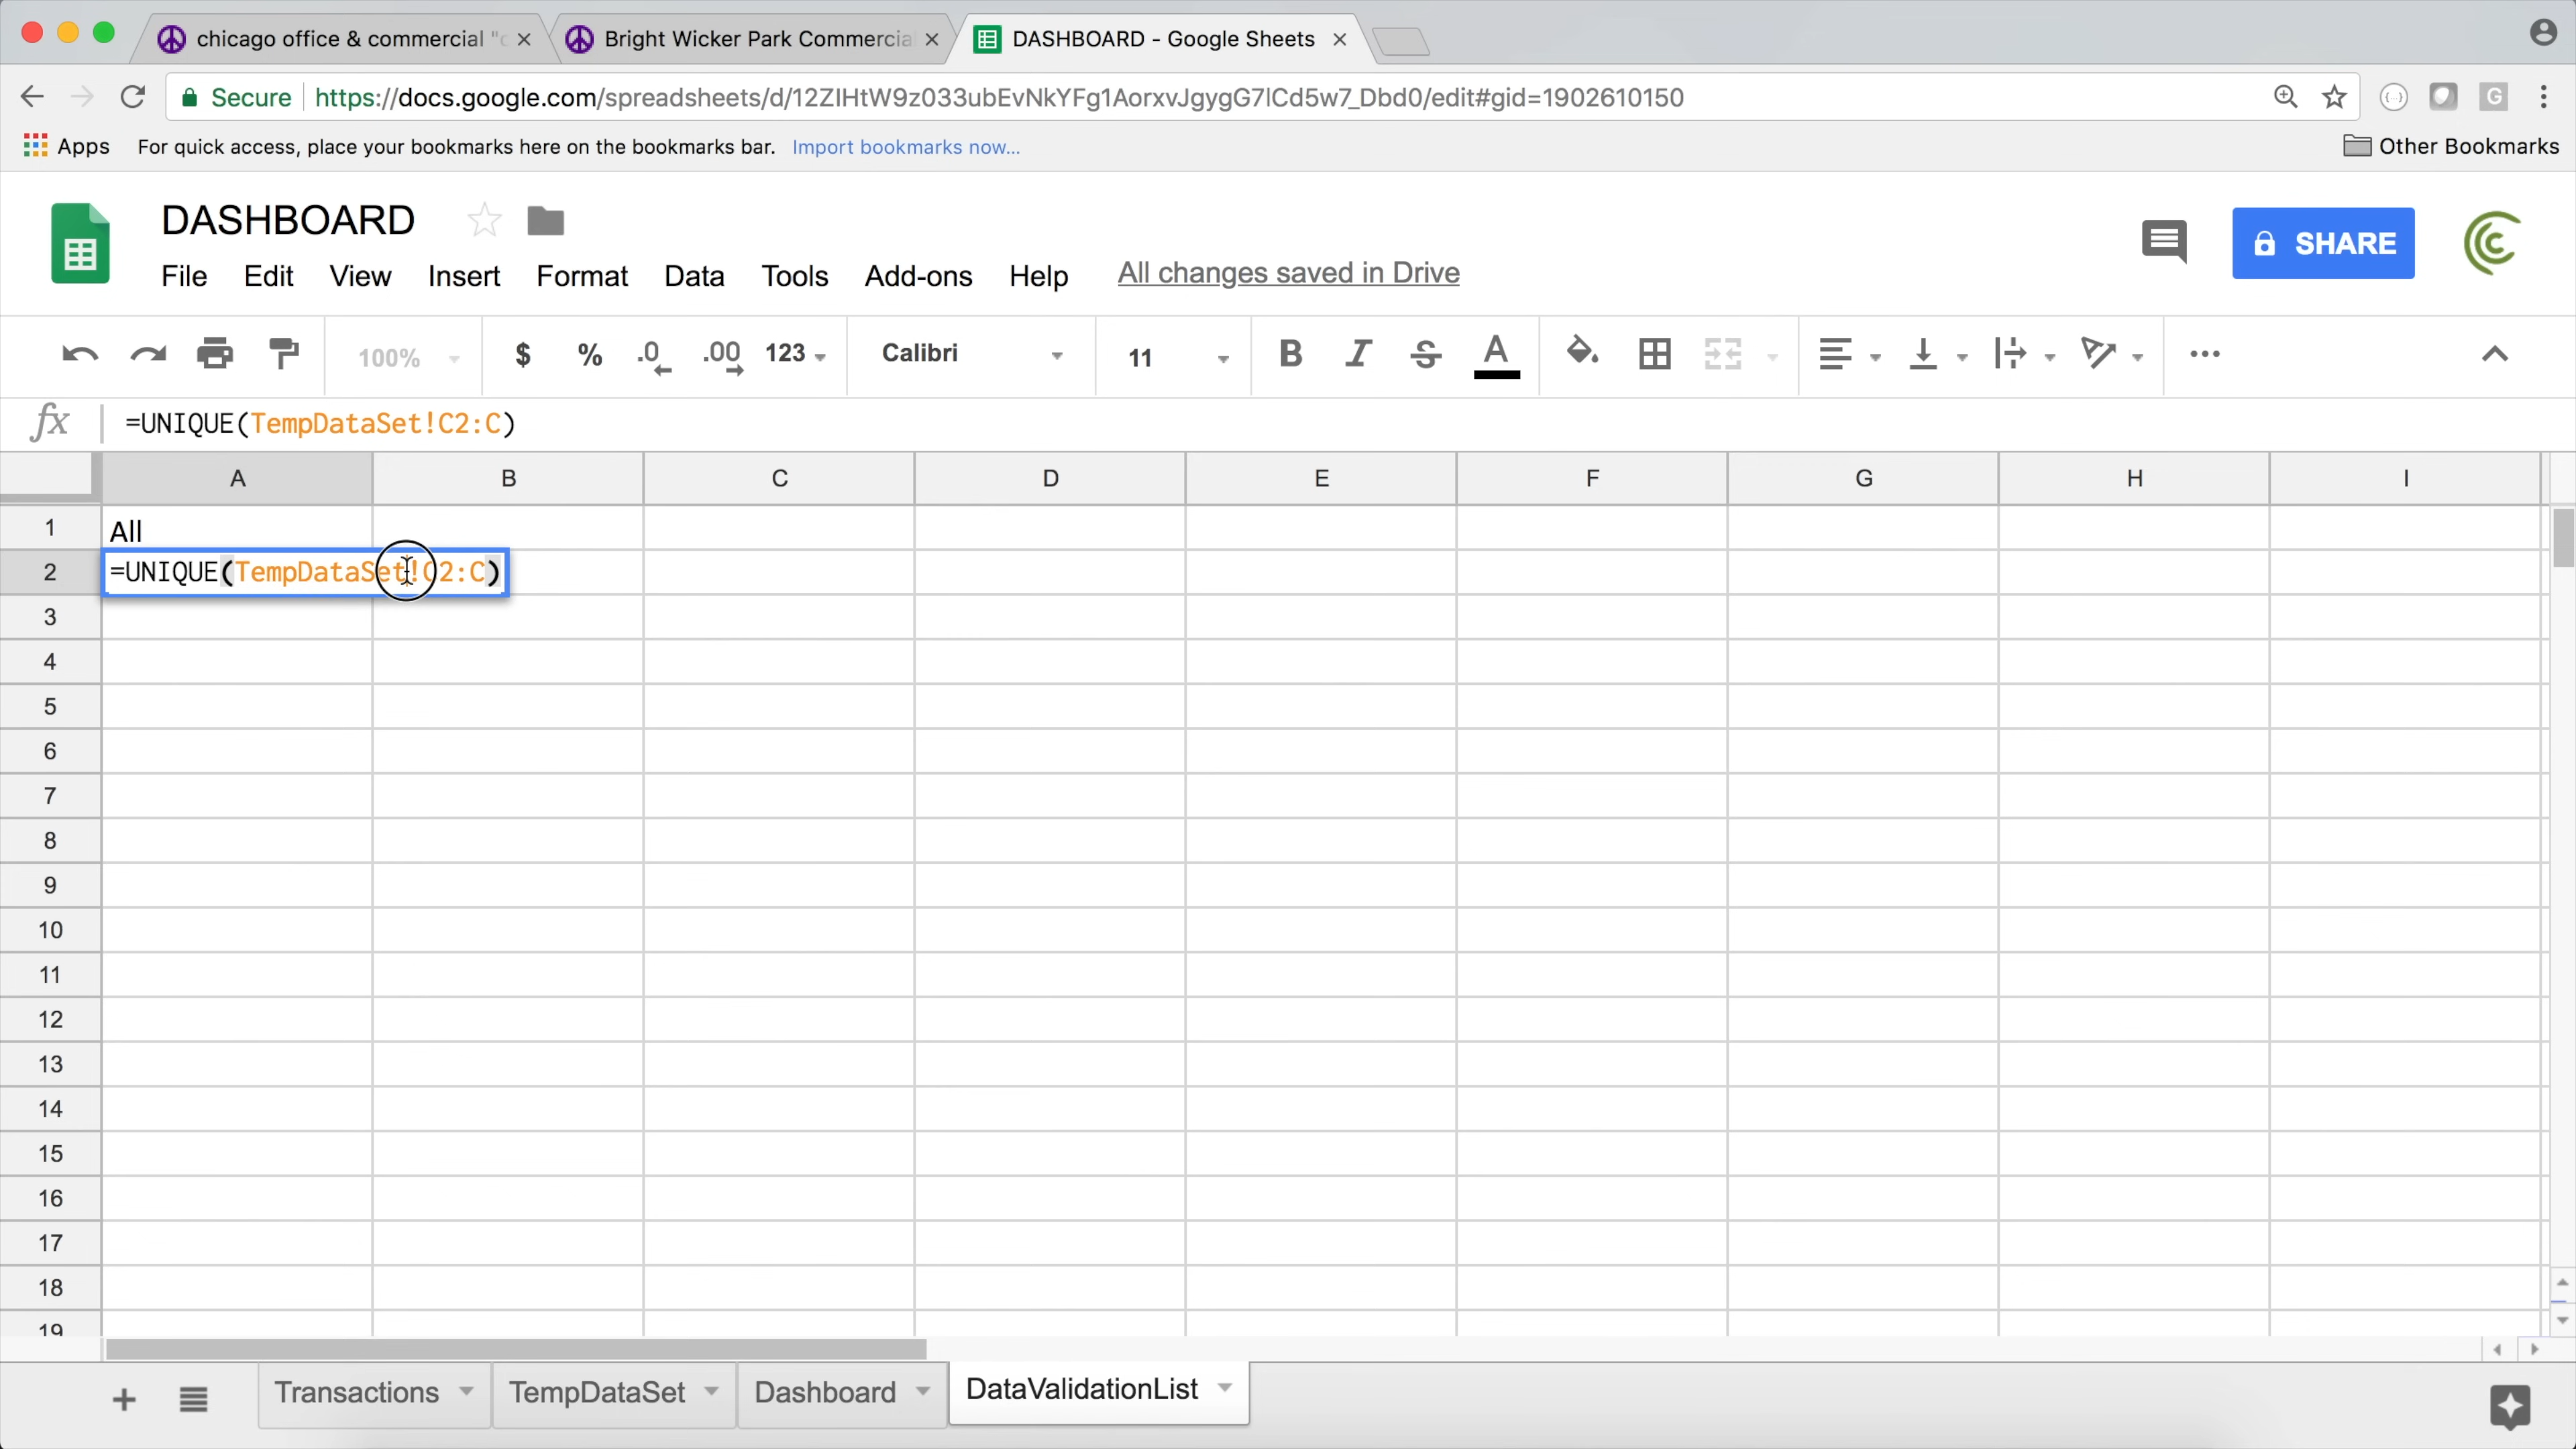 chicago office & commercial "c
Bright Wicker Park Commercial
DASHBOARD - Google Sheets
Secure https://docs.google.com/spreadsheets/d/12ZIHtW9z033ubEvNkYFg1AorxvJgygG7lCd5w7_Dbd0/edit#gid=1902610150
G
Apps For quick access, place your bookmarks here on the bookmarks bar. Import bookmarks now... Other Bookmarks
DASHBOARD
SHARE
File Edit View Insert Format Data Tools Add-ons Help All changes saved in Drive
100% $ % .0 .00 123 Calibri 11 B I S A
fx =UNIQUE(TempDataSet!C2:C)
A B C D E F G H I
1 All
2 =UNIQUE(TempDataSet!C2:C)
3
4
5
6
7
8
9
10
11
12
13
14
15
16
17
18
19
Transactions TempDataSet Dashboard DataValidationList